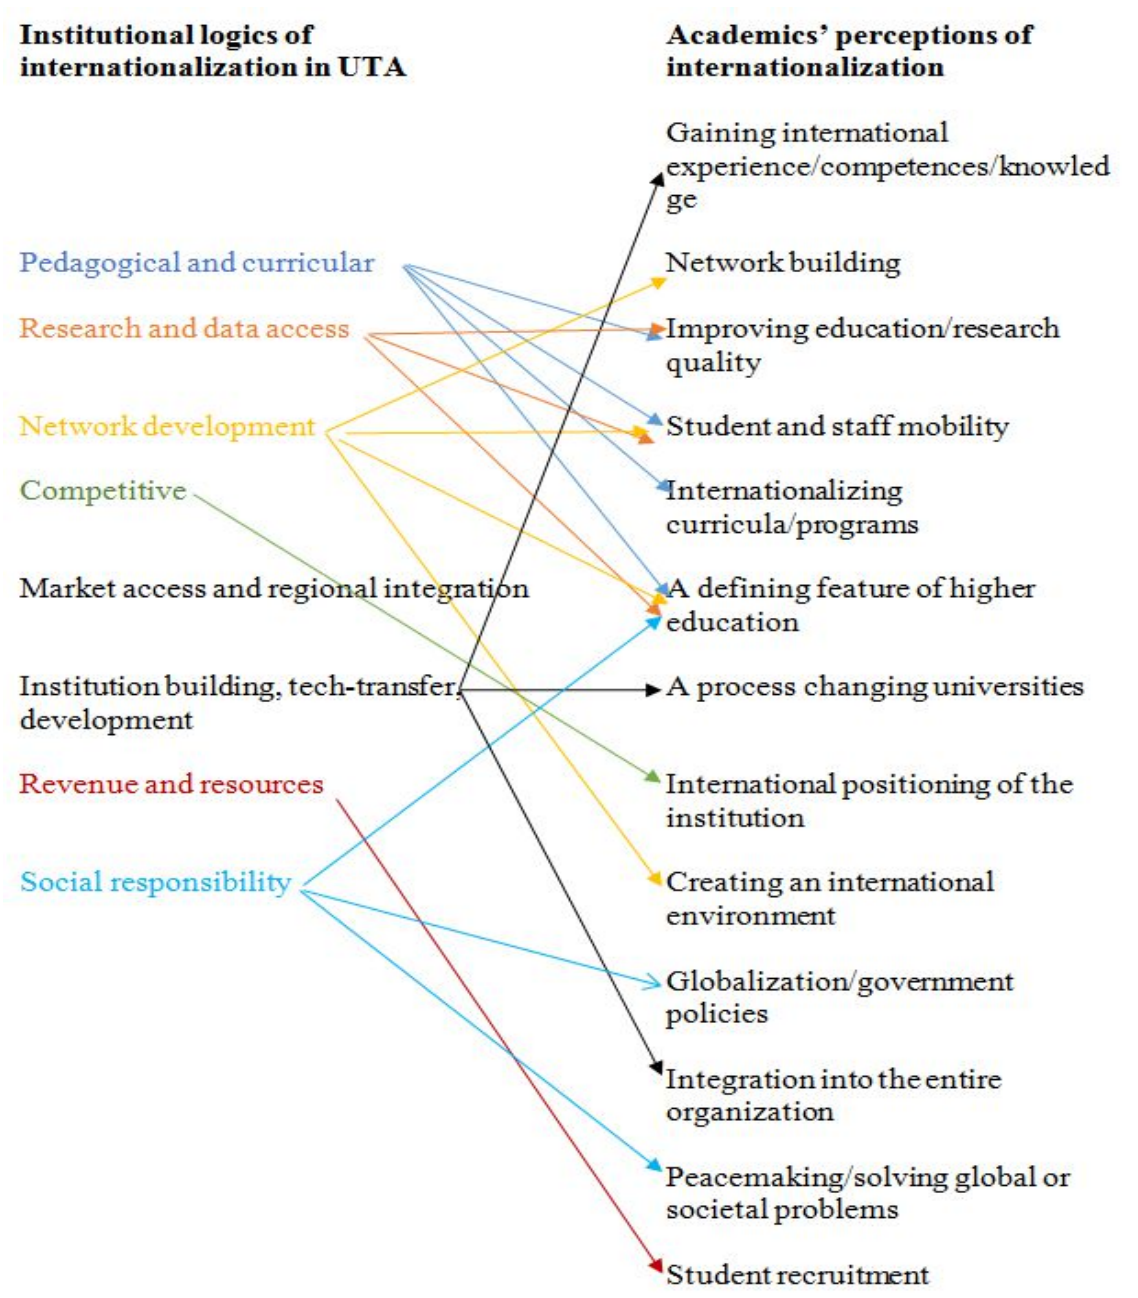 Institutional logics of
internationalization in UTA
Pedagogical and curricular
Research and data access
Network development
Competitive
Market access and regional integration
Institution building, tech-transfer,
development
Revenue and resources
Social responsibility
Academics’ perceptions of
internationalization
Gaining international
experience/competences/knowled
ge
Network building
Improving education/research
quality
Student and staff mobility
Internationalizing
curricula/programs
A defining feature of higher
education
A process changing universities
International positioning of the
institution
Creating an international
environment
Globalization/government
policies
Integration into the entire
organization
Peacemaking/solving global or
societal problems
Student recruitment